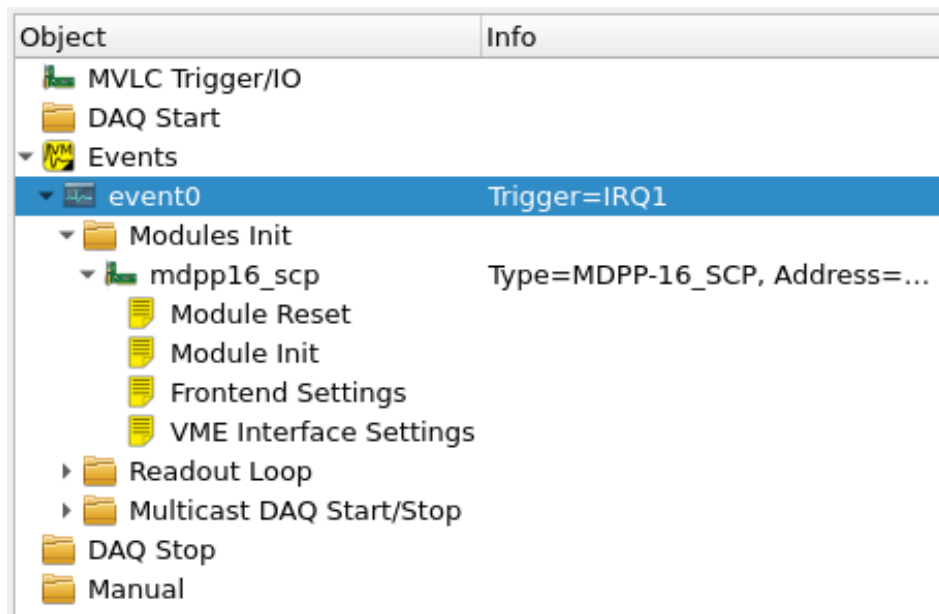 Object Info
MVLC Trigger/IO
DAQ Start
Events
event0 Trigger=IRQ1
Modules Init
mdpp16_scp Type=MDPP-16_SCP, Address=...
Module Reset
Module Init
Frontend Settings
VME Interface Settings
Readout Loop
Multicast DAQ Start/Stop
DAQ Stop
Manual